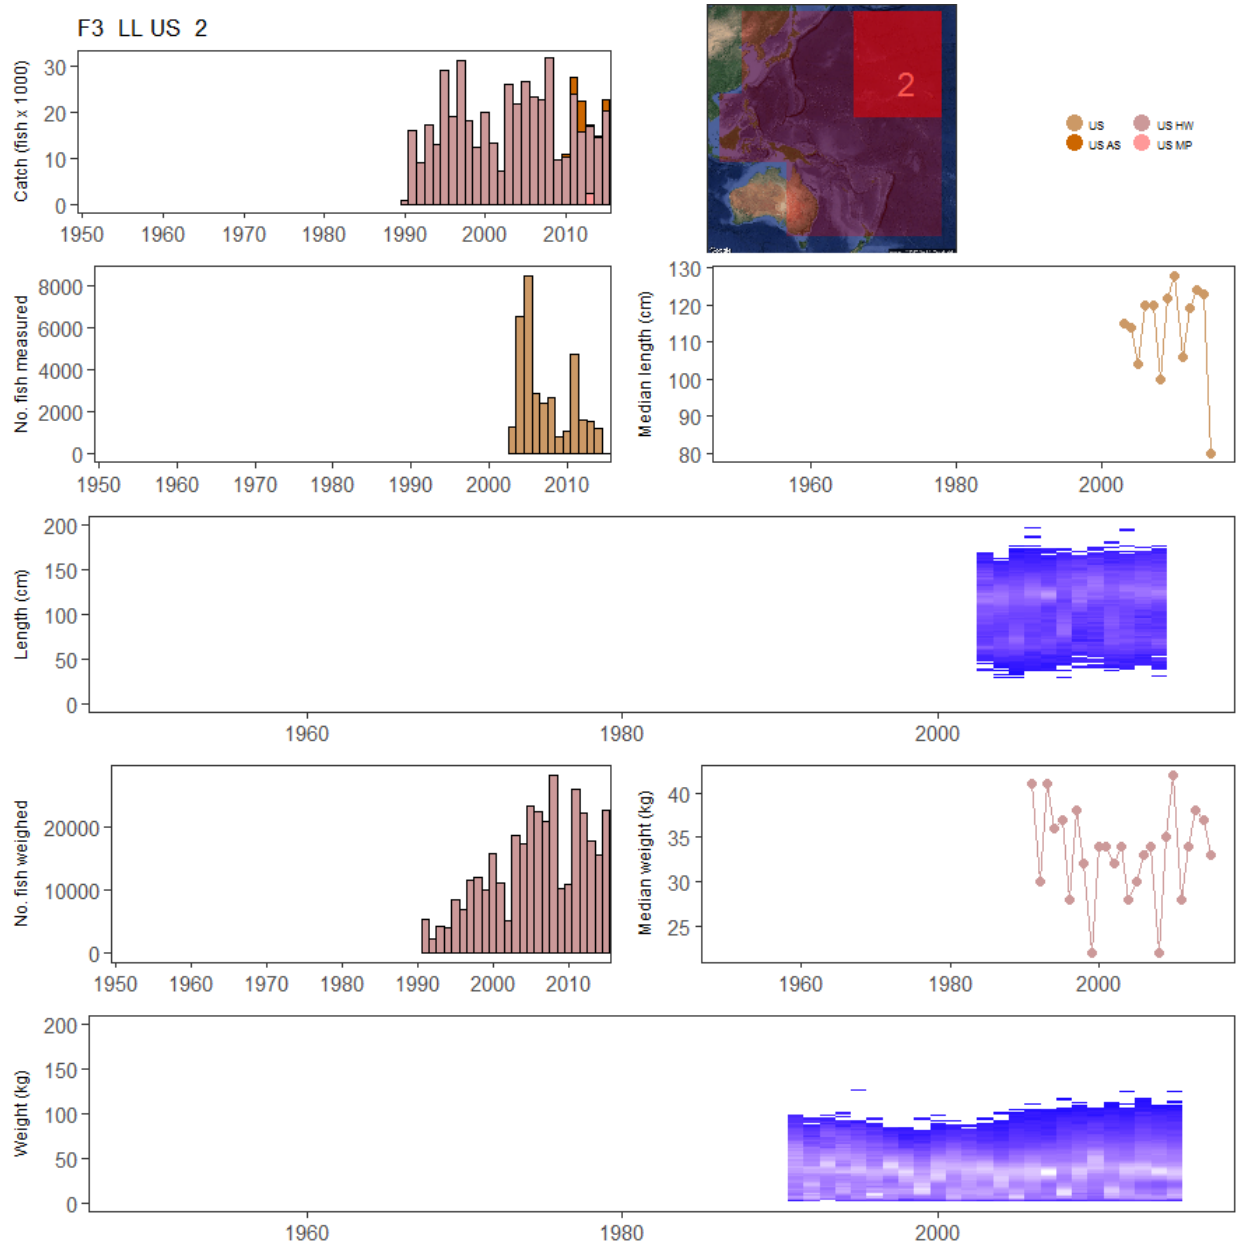 F3 LL US 2
Catch (fish x 1000)
30
20
10
0
1950 1960 1970 1980 1990 2000 2010
2
US
US HW
US AS
US MP
No. fish measured
8000
6000
4000
2000
0
1950 1960 1970 1980 1990 2000 2010
Median length (cm)
130
120
110
100
90
80
1960 1980 2000
Length (cm)
200
150
100
50
0
1960 1980 2000
No. fish weighed
20000
10000
0
1950 1960 1970 1980 1990 2000 2010
Median weight (kg)
40
35
30
25
1960 1980 2000
Weight (kg)
200
150
100
50
0
1960 1980 2000